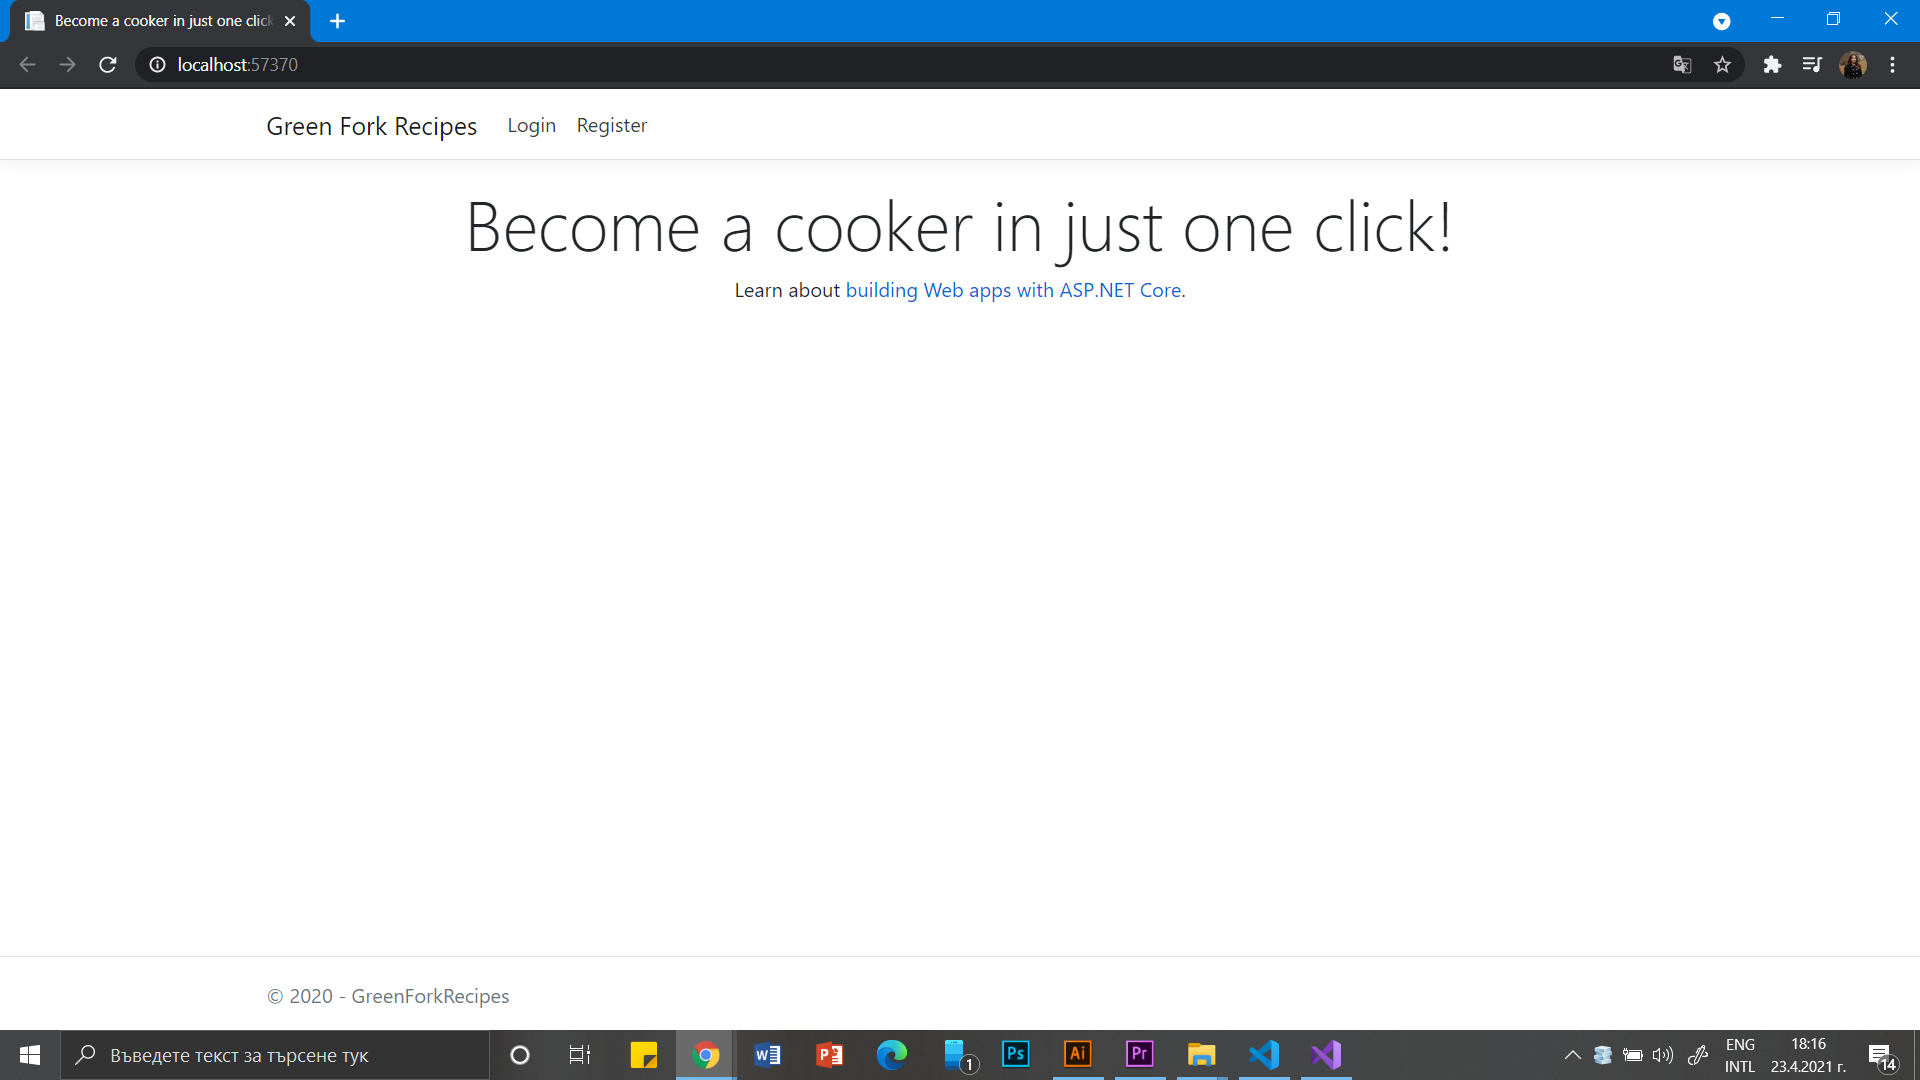 Become a cooker in just one click
localhost:57370
Green Fork Recipes Login Register
Become a cooker in just one click!
Learn about building Web apps with ASP.NET Core.
© 2020 - GreenForkRecipes
Въведете текст за търсене тук
W
P
1
Ps
Ai
Pr
ENG
INTL
18:16
23.4.2021 г.
14